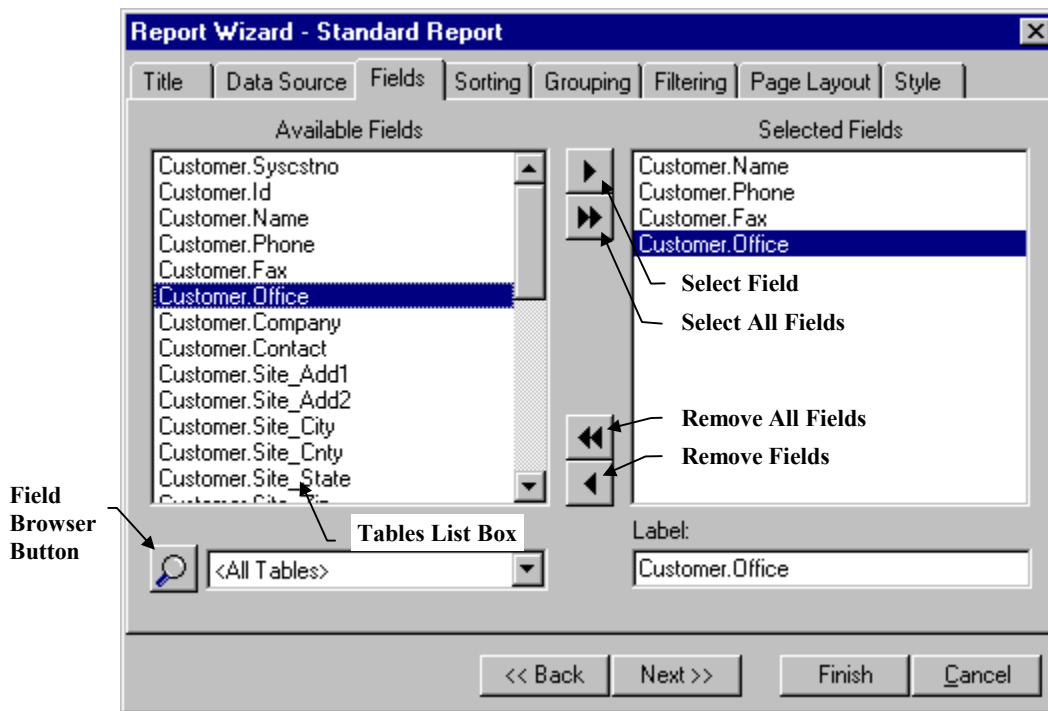 Report Wizard - Standard Report
Title
Data Source
Fields
Sorting
Grouping
Filtering
Page Layout
Style
Available Fields
Customer.Syscstno
Customer.Id
Customer.Name
Customer.Phone
Customer.Fax
Customer.Office
Customer.Company
Customer.Contact
Customer.Site_Add1
Customer.Site_Add2
Customer.Site_City
Customer.Site_Cnty
Customer.Site_State
Selected Fields
Customer.Name
Customer.Phone
Customer.Fax
Customer.Office
Select Field
Select All Fields
Remove All Fields
Remove Fields
Field
Browser
Button
Tables List Box
<All Tables>
Label:
Customer.Office
<< Back
Next >>
Finish
Cancel